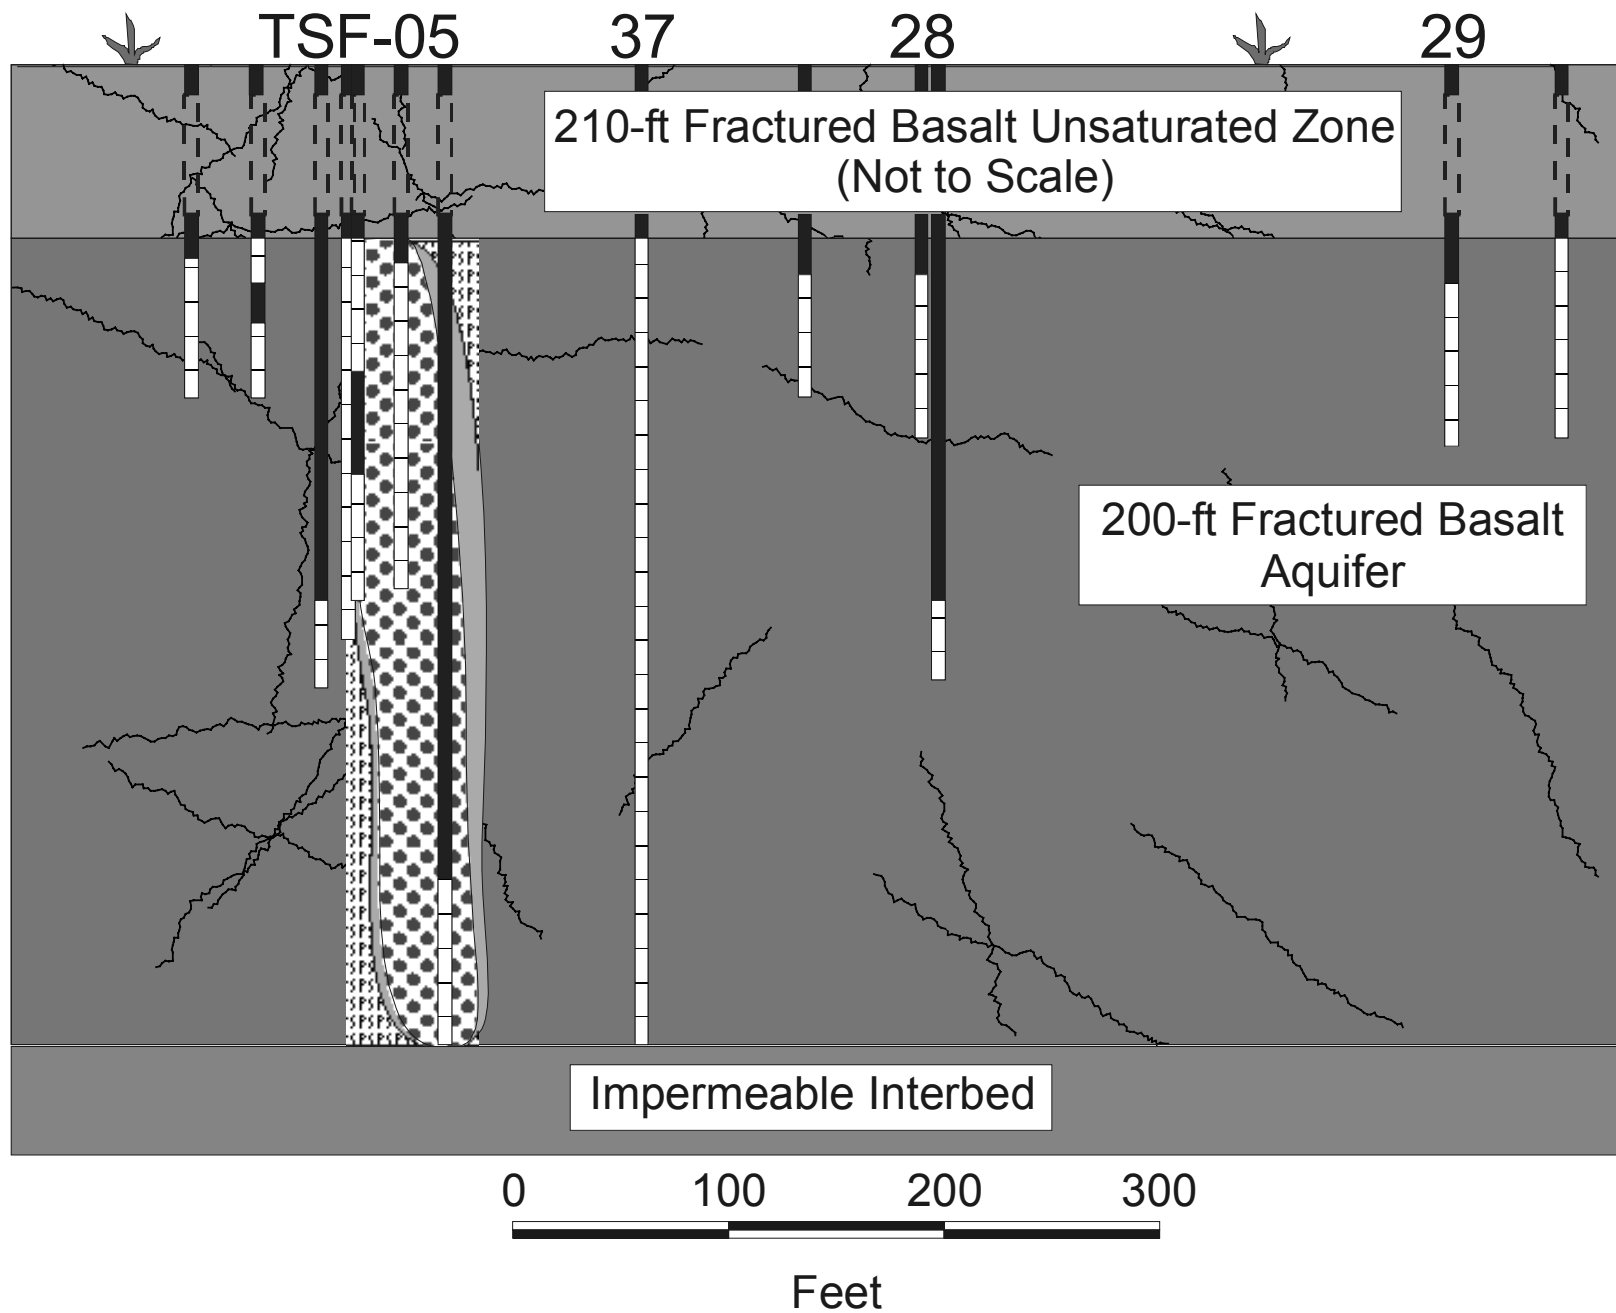 TSF-05 37 28 29
210-ft Fractured Basalt Unsaturated Zone
(Not to Scale)
200-ft Fractured Basalt
Aquifer
Impermeable Interbed
0 100 200 300
Feet